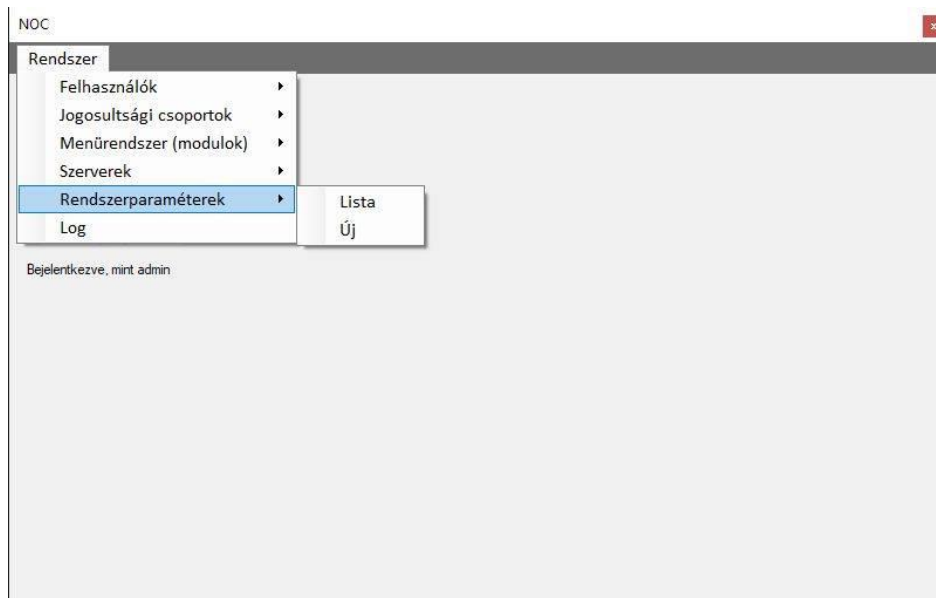 NOC
x
Rendszer
Felhasználók
Jogosultsági csoportok
Menürendszer (modulok)
Szerverek
Rendszerparaméterek
Lista
Új
Log
Bejelentkezve, mint admin